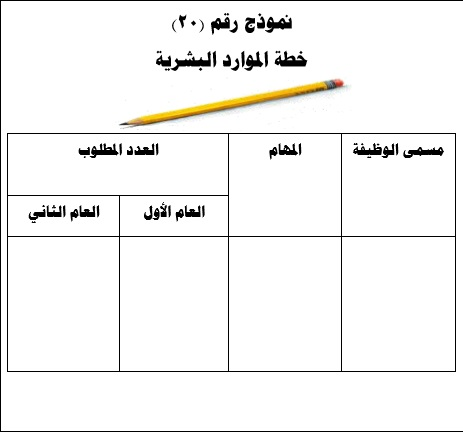 نموذج رقم (٢٠)
خطة الموارد البشرية
مسمى الوظيفة
المهام
العدد المطلوب
العام الأول
العام الثاني